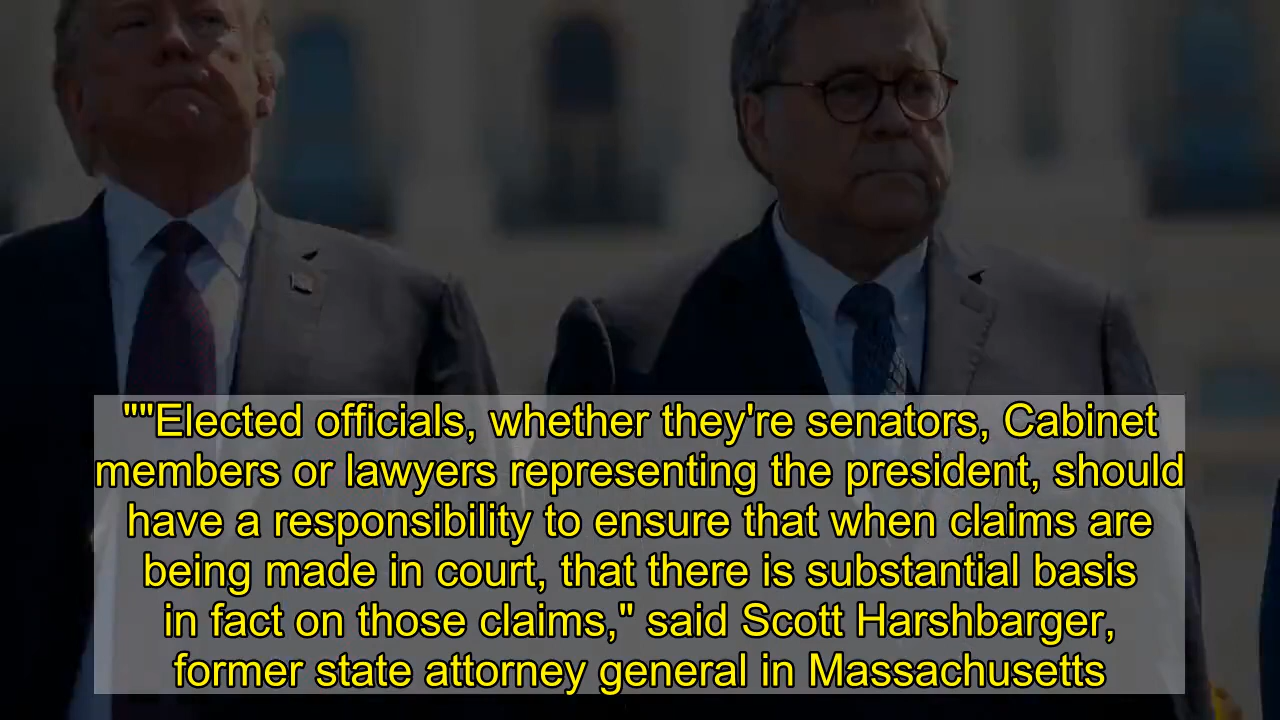 ""Elected officials, whether they're senators, Cabinet
members or lawyers representing the president, should
have a responsibility to ensure that when claims are
being made in court, that there is substantial basis
in fact on those claims," said Scott Harshbarger,
former state attorney general in Massachusetts